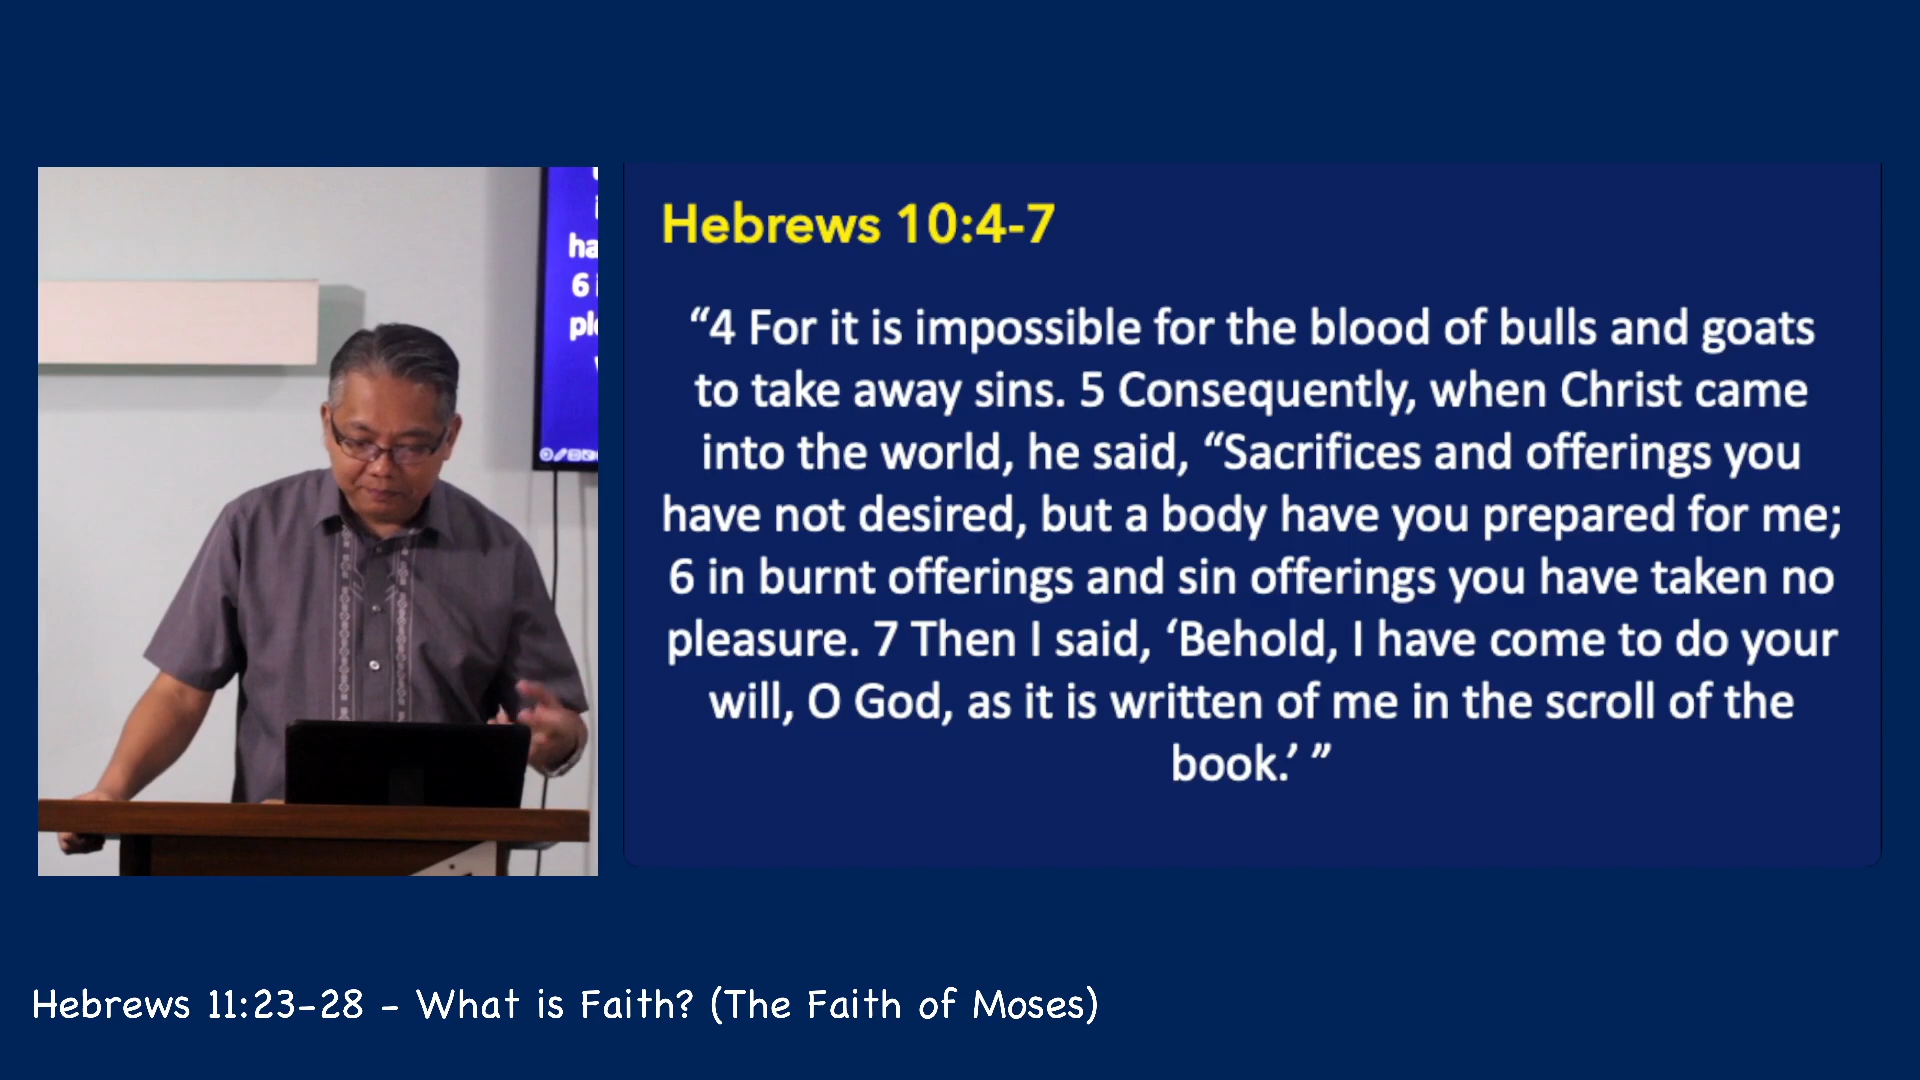 ha
6
ple
Hebrews 10:4-7
“4 For it is impossible for the blood of bulls and goats
to take away sins. 5 Consequently, when Christ came
into the world, he said, “Sacrifices and offerings you
have not desired, but a body have you prepared for me;
6 in burnt offerings and sin offerings you have taken no
pleasure. 7 Then I said, ‘Behold, I have come to do your
will, O God, as it is written of me in the scroll of the
book.’ ”
Hebrews 11:23-28 - What is Faith? (The Faith of Moses)